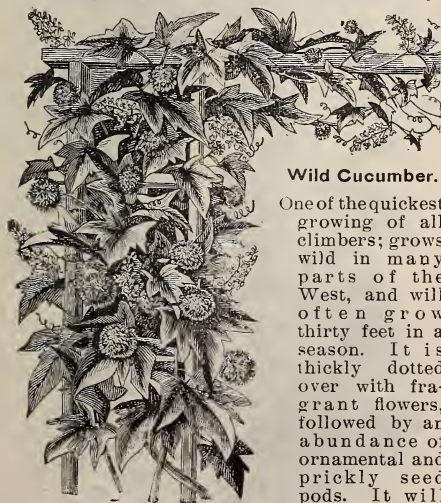 Wild Cucumber.
One of the quickest
growing of all
climbers; grows
wild in many
parts of the
West, and will
often grow
thirty feet in a
season. It is
thickly dotted
over with fra-
grant flowers,
followed by an
abundance of
ornamental and
prickly seed
pods. It will